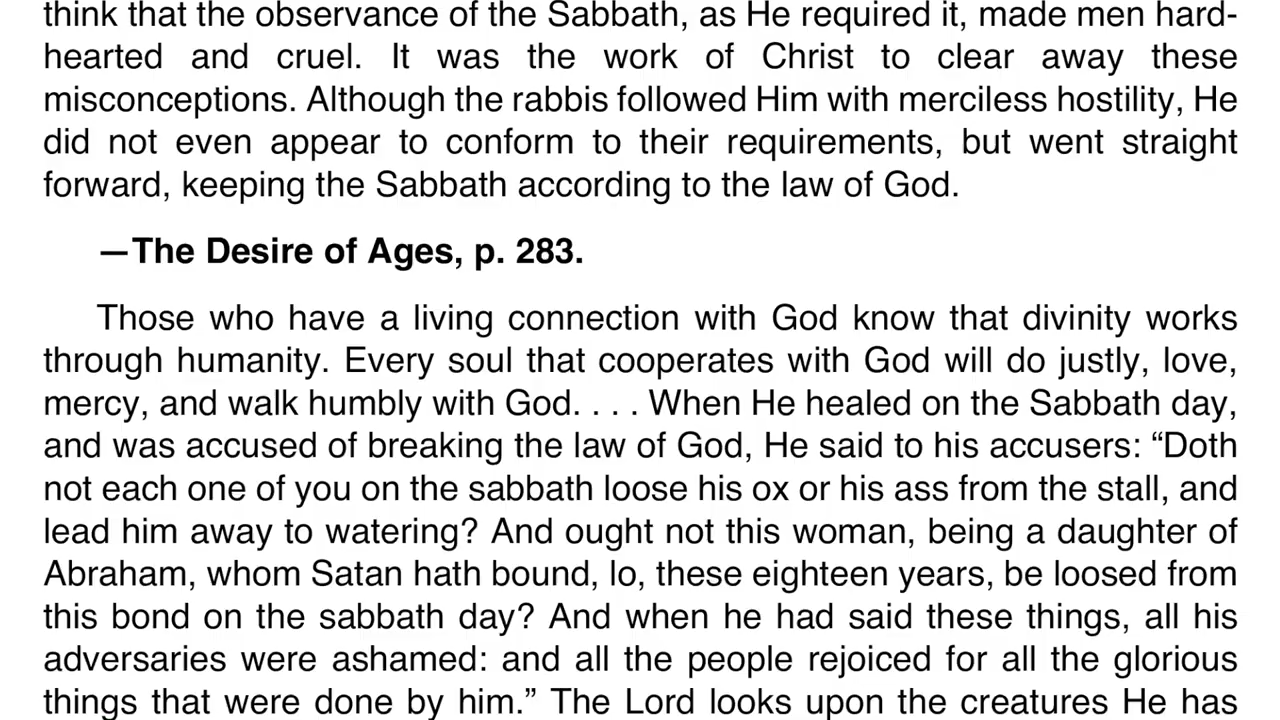 think that the observance of the Sabbath, as He required it, made men hard-
hearted and cruel. It was the work of Christ to clear away these
misconceptions. Although the rabbis followed Him with merciless hostility, He
did not even appear to conform to their requirements, but went straight
forward, keeping the Sabbath according to the law of God.
—The Desire of Ages, p. 283.
Those who have a living connection with God know that divinity works
through humanity. Every soul that cooperates with God will do justly, love,
mercy, and walk humbly with God. . . . When He healed on the Sabbath day,
and was accused of breaking the law of God, He said to his accusers: “Doth
not each one of you on the sabbath loose his ox or his ass from the stall, and
lead him away to watering? And ought not this woman, being a daughter of
Abraham, whom Satan hath bound, lo, these eighteen years, be loosed from
this bond on the sabbath day? And when he had said these things, all his
adversaries were ashamed: and all the people rejoiced for all the glorious
things that were done by him.” The Lord looks upon the creatures He has